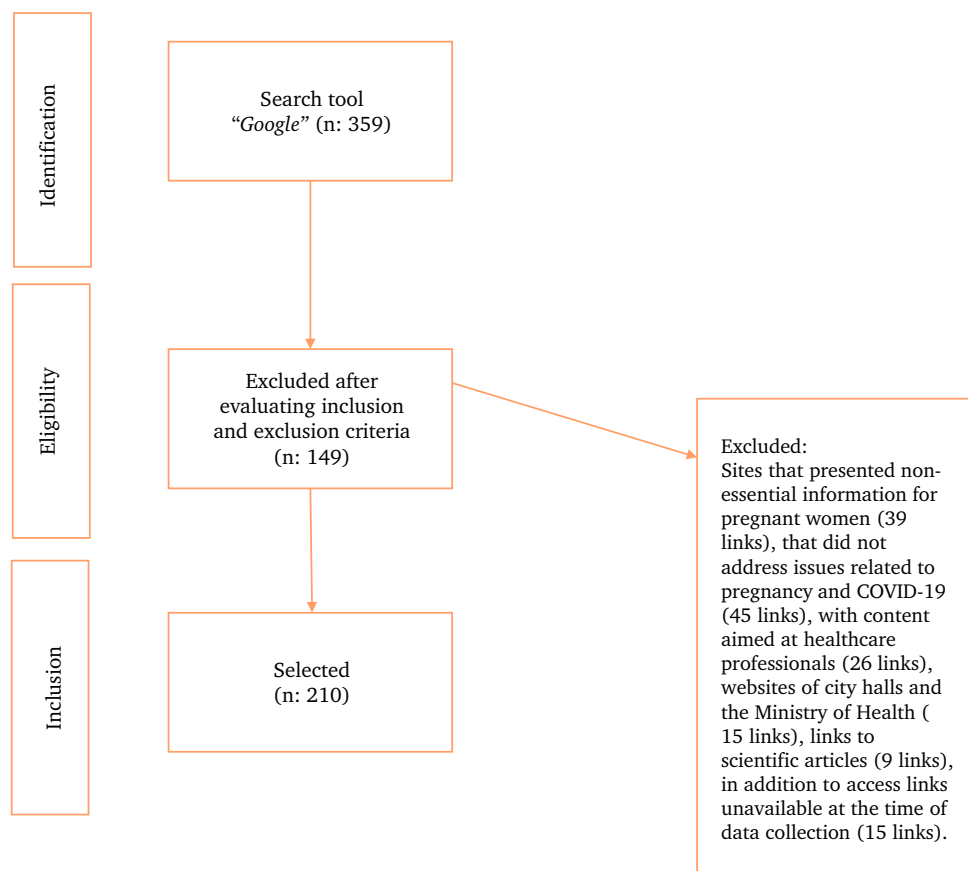 Identification
Search tool
“Google” (n: 359)
Eligibility
Excluded after
evaluating inclusion
and exclusion criteria
(n: 149)
Excluded:
Sites that presented non-
essential information for
pregnant women (39
links), that did not
address issues related to
pregnancy and COVID-19
(45 links), with content
aimed at healthcare
professionals (26 links),
websites of city halls and
the Ministry of Health (
15 links), links to
scientific articles (9 links),
in addition to access links
unavailable at the time of
data collection (15 links).
Inclusion
Selected
(n: 210)